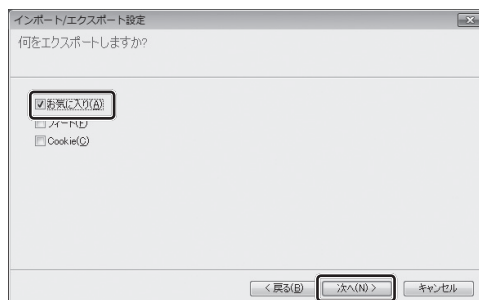 インポート/エクスポート設定
何をエクスポートしますか?
お気に入り(A)
フィード(F)
Cookie(C)
< 戻る(B)
次へ(N) >
キャンセル